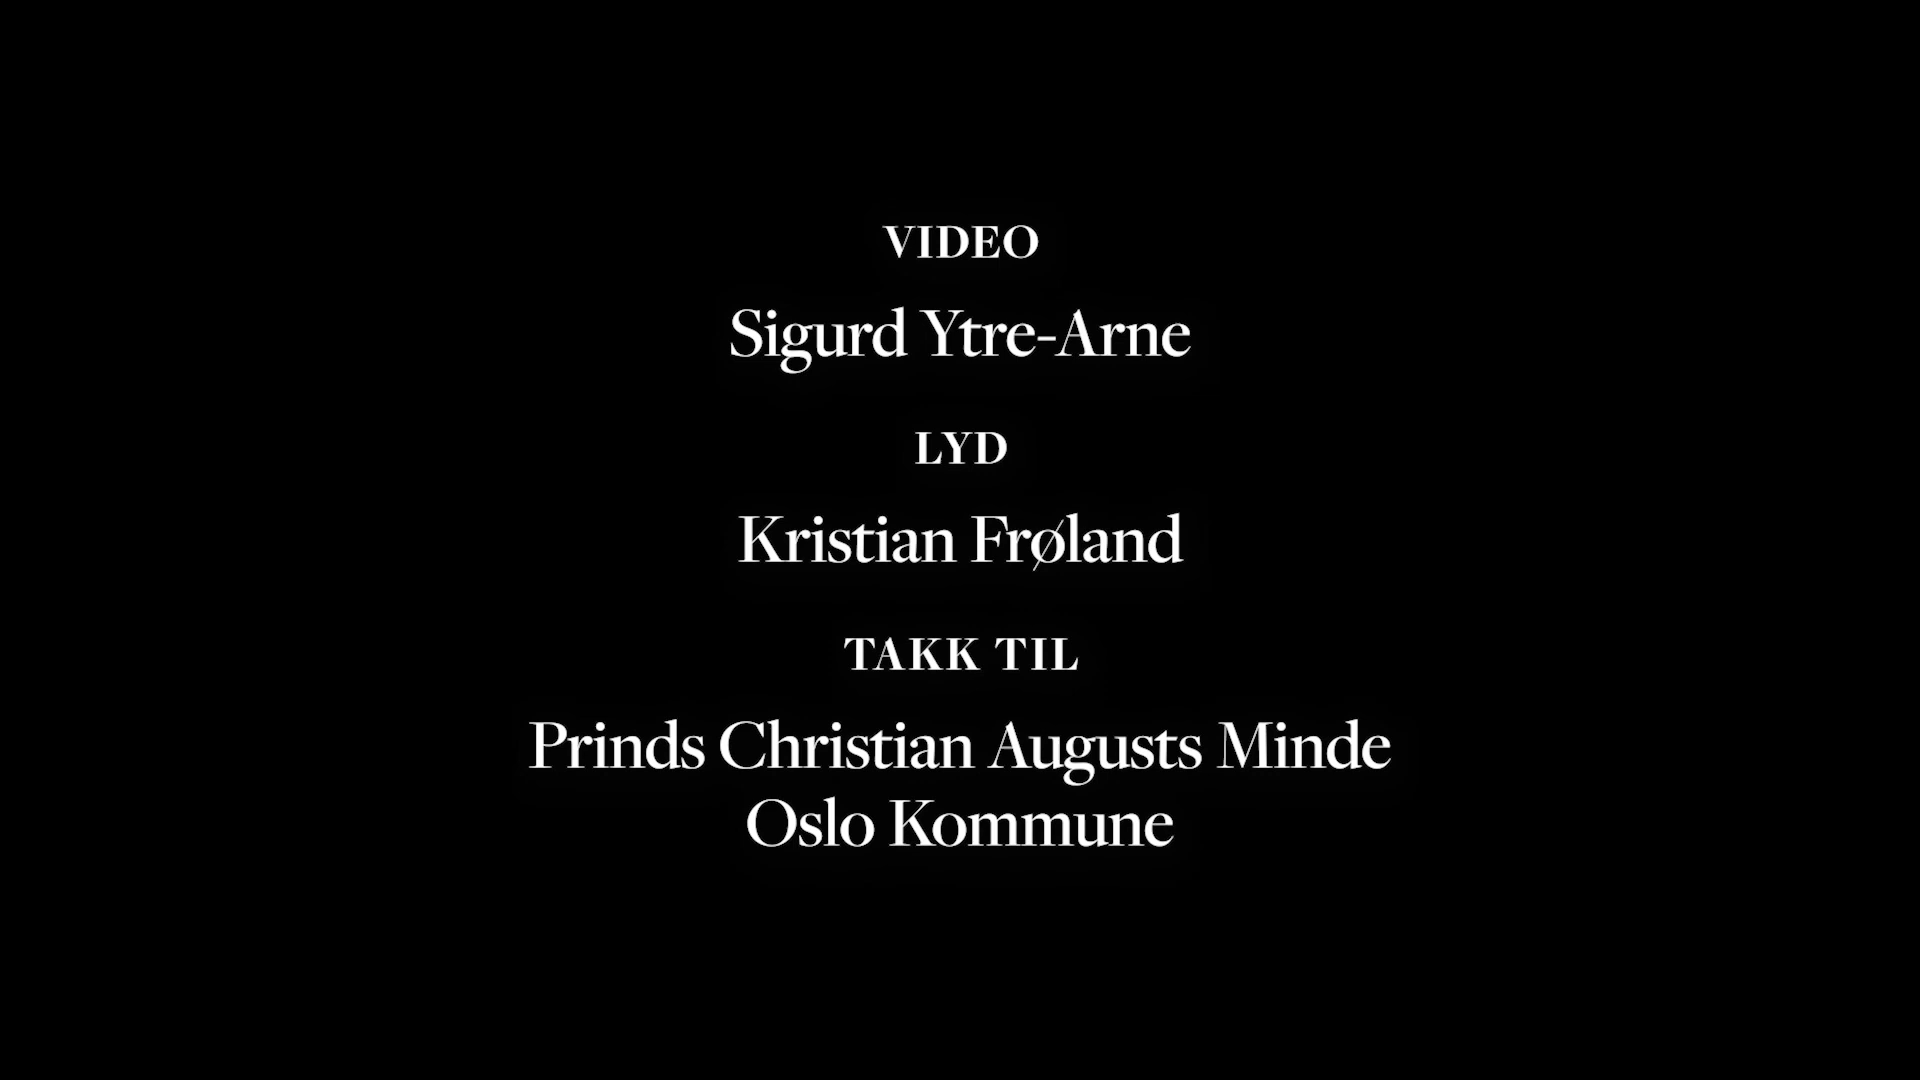 VIDEO
Sigurd Ytre-Arne
LYD
Kristian Frøland
TAKK TIL
Prinds Christian Augusts Minde
Oslo Kommune